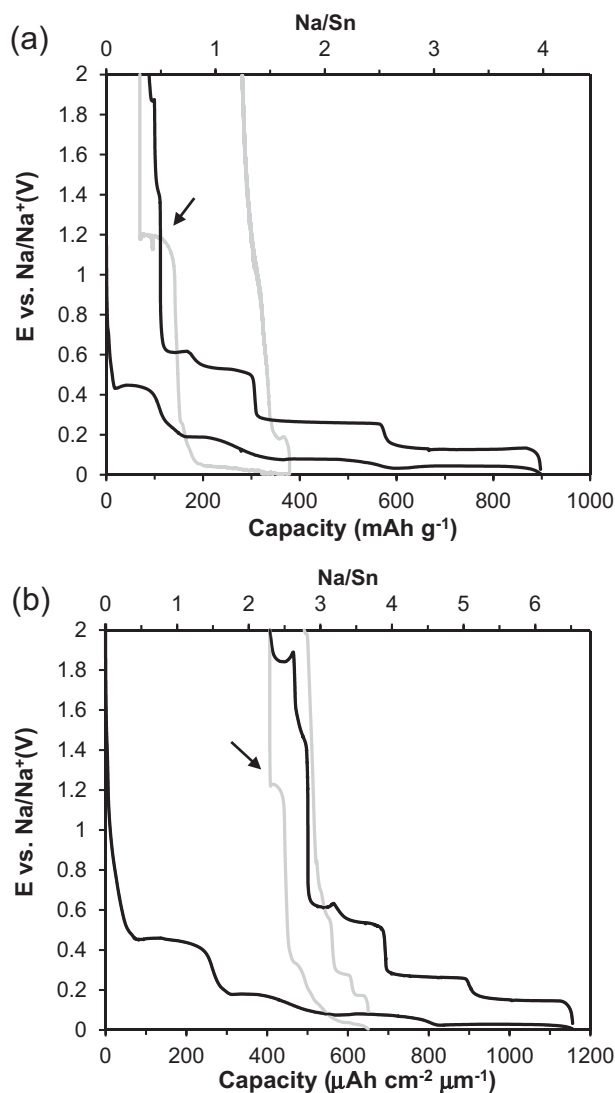 (a)
Na/Sn
0 1 2 3 4
2
1.8
1.6
1.4
1.2
1
0.8
0.6
0.4
0.2
0
E vs. Na/Na⁺(V)
0 200 400 600 800 1000
Capacity (mAh g⁻¹)
(b)
Na/Sn
0 1 2 3 4 5 6
2
1.8
1.6
1.4
1.2
1
0.8
0.6
0.4
0.2
0
E vs. Na/Na⁺(V)
0 200 400 600 800 1000 1200
Capacity (μAh cm⁻² μm⁻¹)